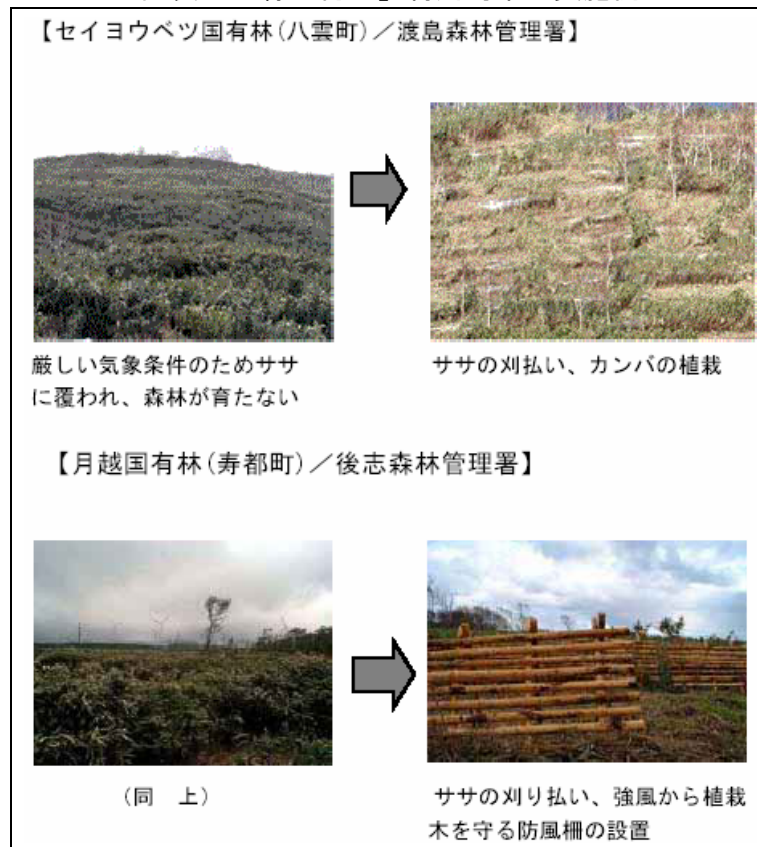 【セイヨウベツ国有林(八雲町)／渡島森林管理署】
厳しい気象条件のためササ
に覆われ、森林が育たない
ササの刈払い、カンバの植栽
【月越国有林(寿都町)／後志森林管理署】
(同　上)
ササの刈り払い、強風から植栽
木を守る防風柵の設置